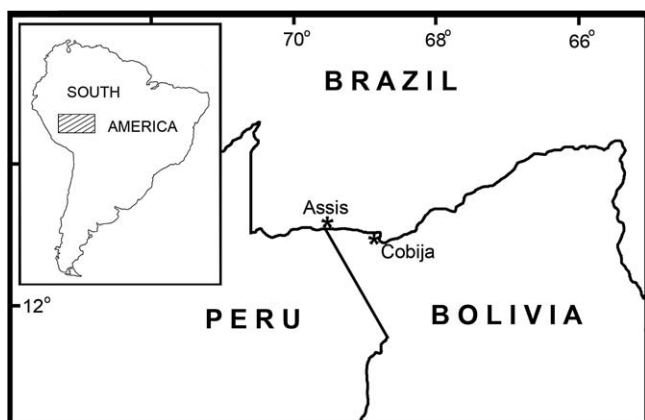 70°
68°
66°
SOUTH
AMERICA
BRAZIL
Assis
Cobija
12°
PERU
BOLIVIA